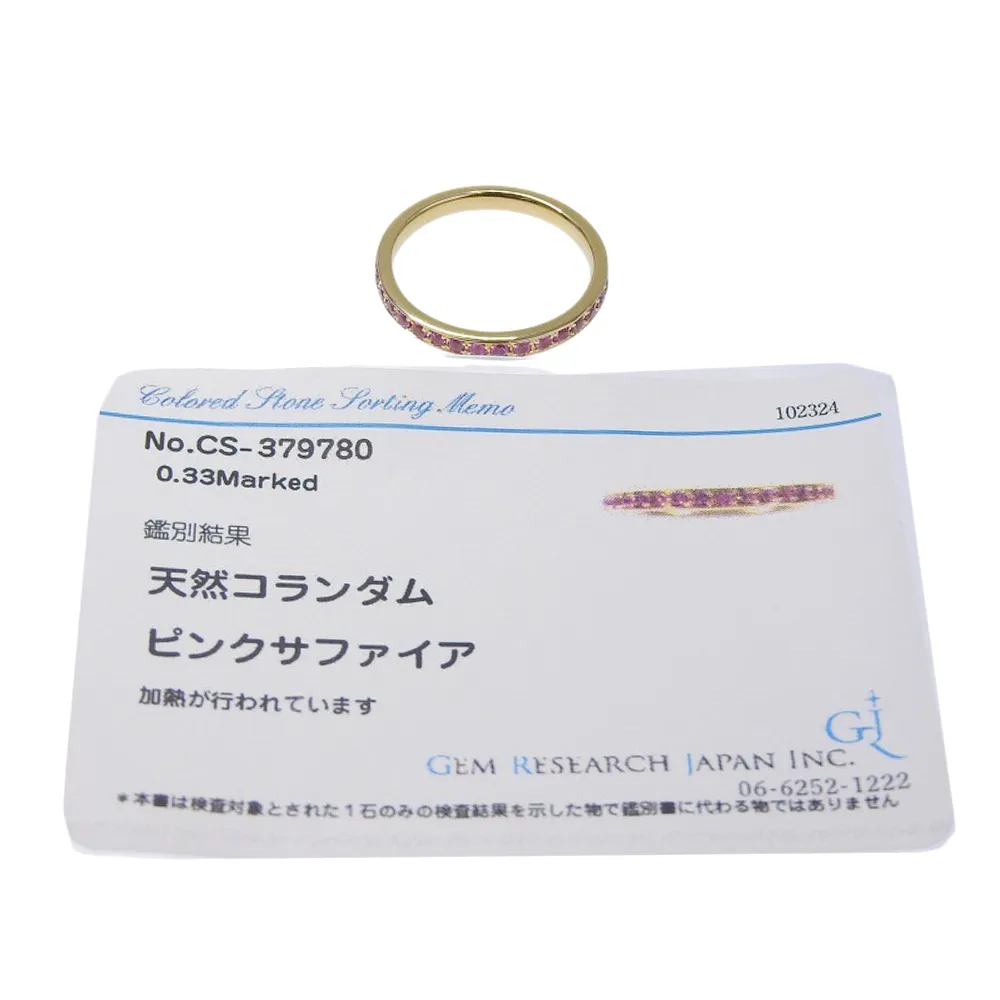 Colored Stone Sorting Memo
102324
No.CS-379780
0.33Marked
鑑別結果
天然コランダム
ピンクサファイア
加熱が行われています
GJ
GEM RESEARCH JAPAN INC.
06-6252-1222
*本書は検査対象とされた1石のみの検査結果を示した物で鑑別書に代わる物ではありません